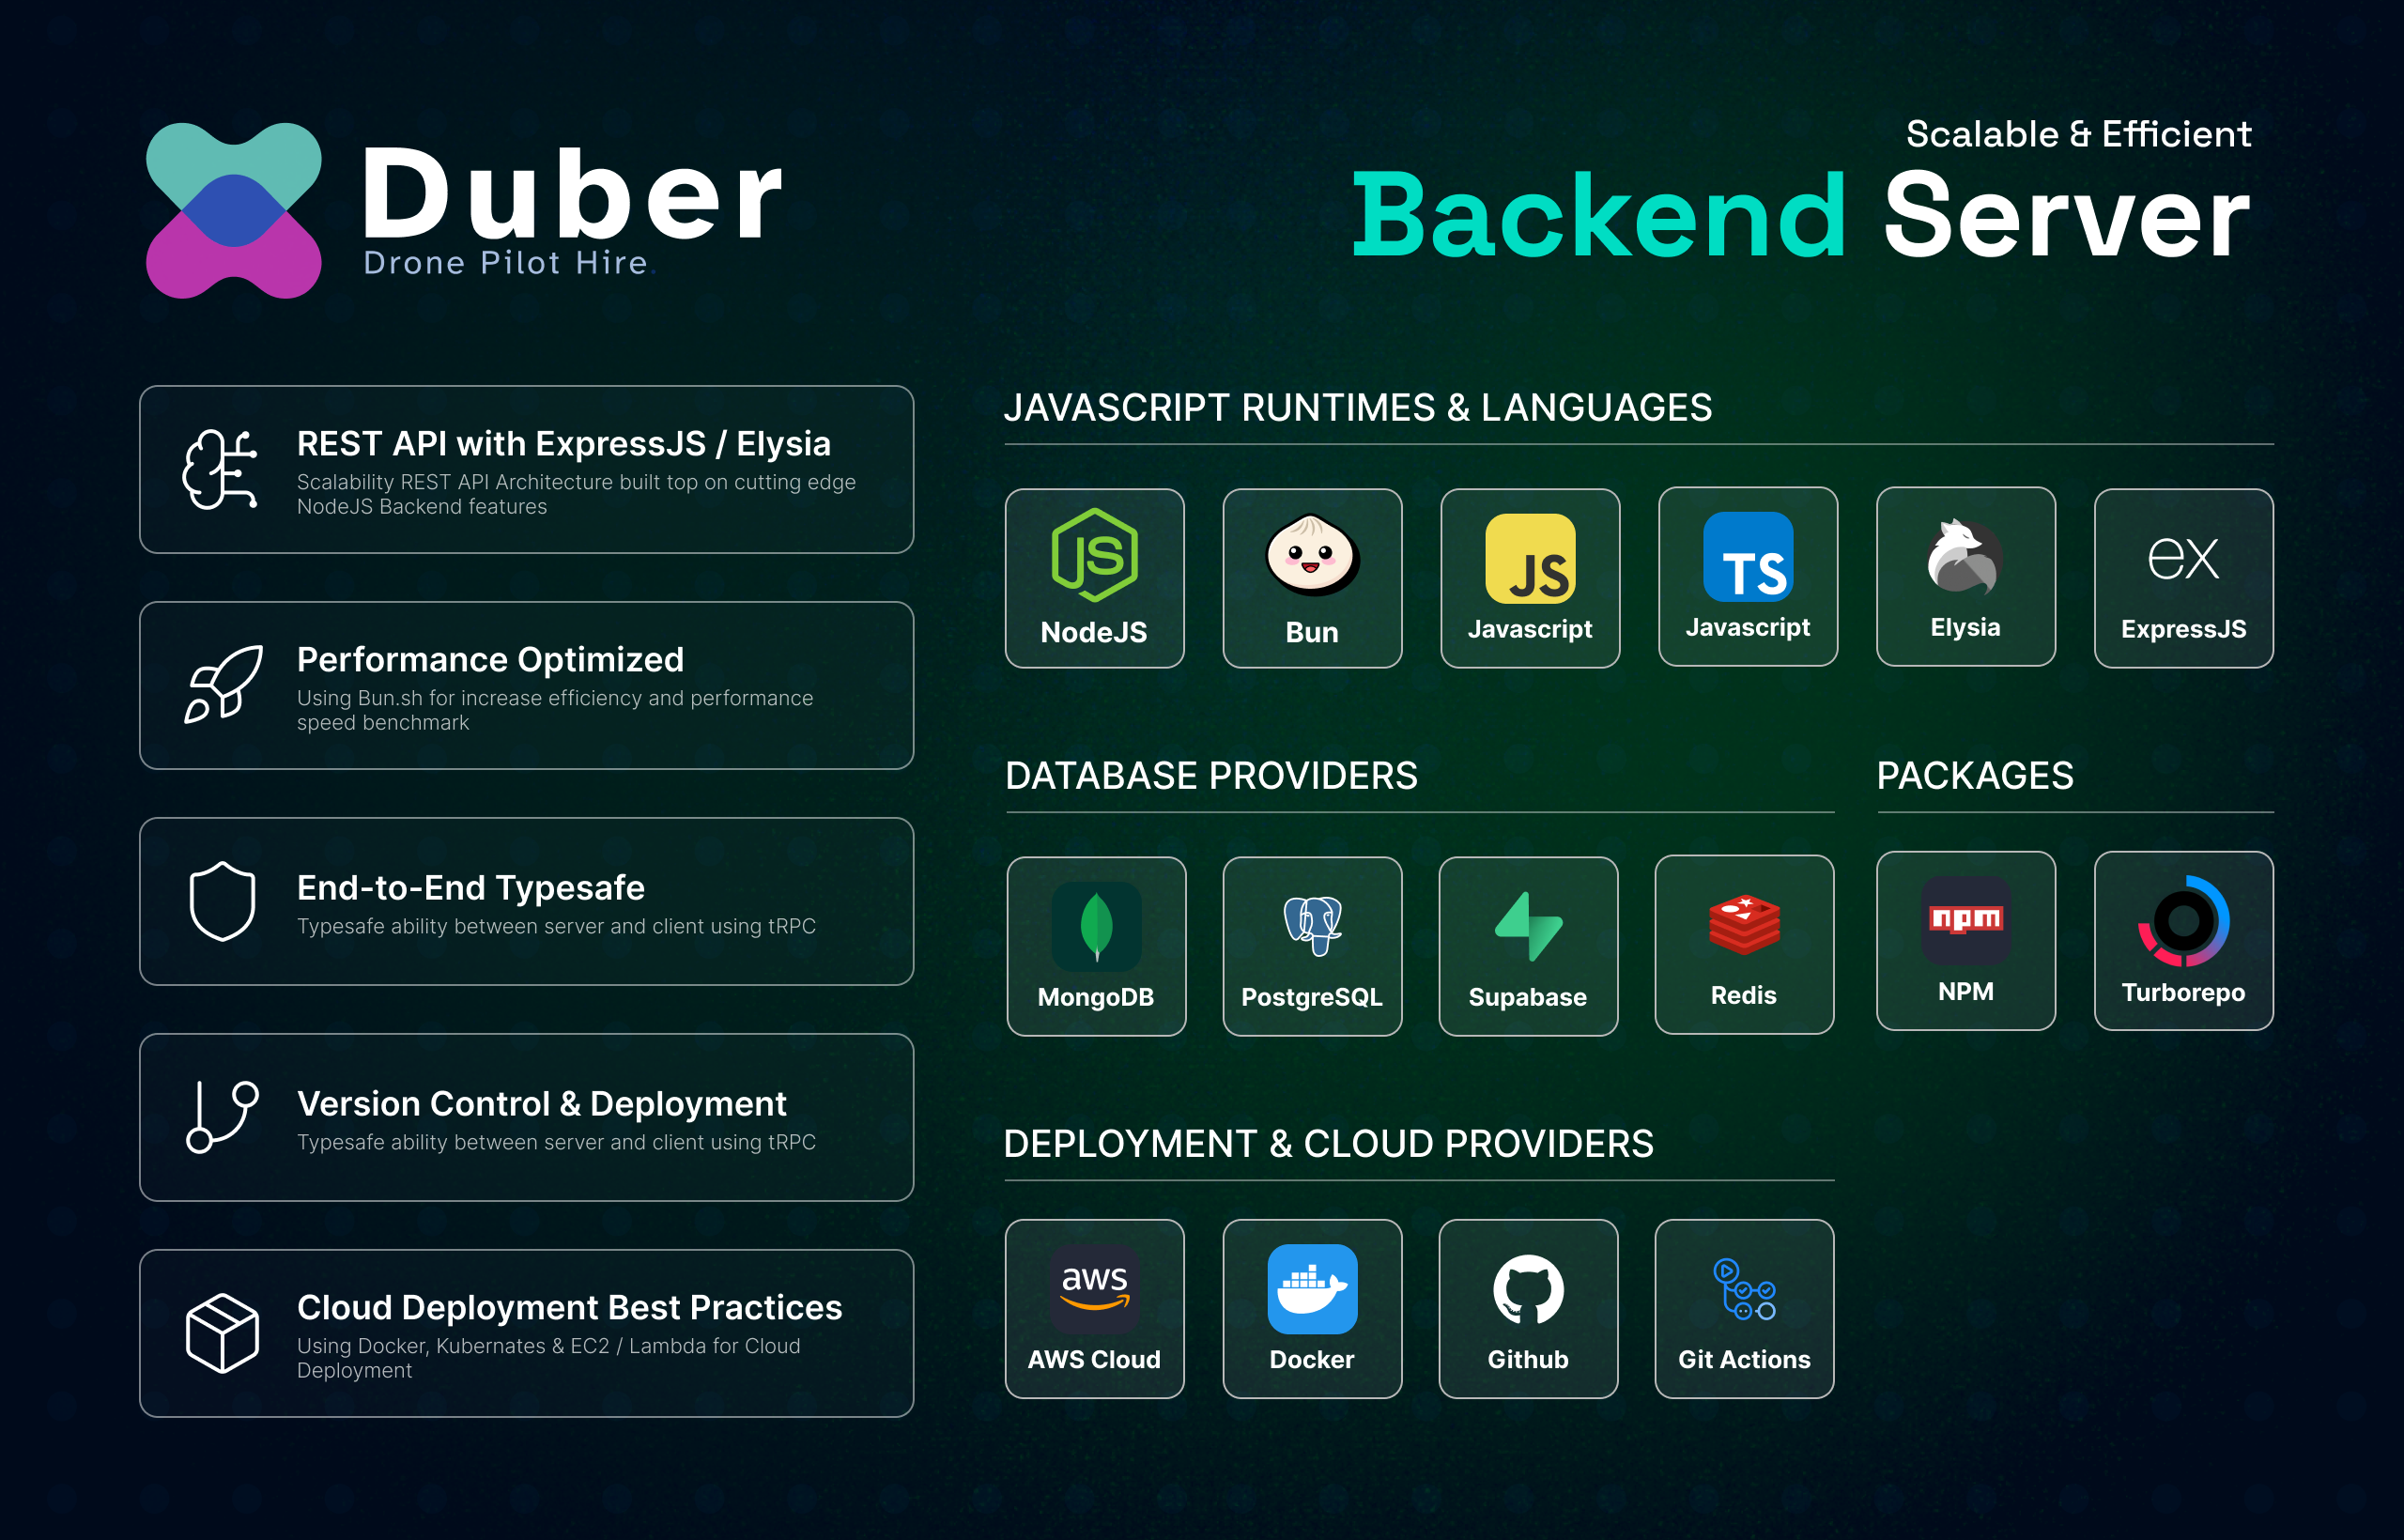 Duber
Drone Pilot Hire.
Scalable & Efficient
Backend Server
REST API with ExpressJS / Elysia
Scalability REST API Architecture built top on cutting edge
NodeJS Backend features
Performance Optimized
Using Bun.sh for increase efficiency and performance
speed benchmark
End-to-End Typesafe
Typesafe ability between server and client using tRPC
Version Control & Deployment
Typesafe ability between server and client using tRPC
Cloud Deployment Best Practices
Using Docker, Kubernates & EC2 / Lambda for Cloud
Deployment
JAVASCRIPT RUNTIMES & LANGUAGES
JS
NodeJS
Bun
JS
Javascript
TS
Javascript
Elysia
ex
ExpressJS
DATABASE PROVIDERS
MongoDB
PostgreSQL
Supabase
Redis
PACKAGES
npm
NPM
Turborepo
DEPLOYMENT & CLOUD PROVIDERS
aws
AWS Cloud
Docker
Github
Git Actions